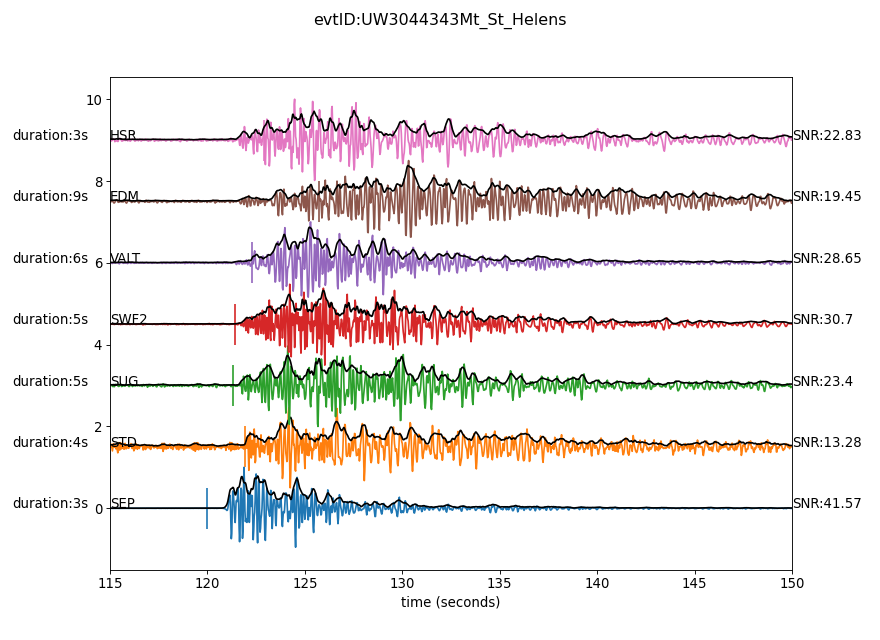 evtID:UW3044343Mt_St_Helens
10
duration:3s HSR SNR:22.83
8
duration:9s EDM SNR:19.45
duration:6s VALT SNR:28.65
6
duration:5s SWF2 SNR:30.7
4
duration:5s SUG SNR:23.4
2
duration:4s STD SNR:13.28
duration:3s SEP SNR:41.57
0
115 120 125 130 135 140 145 150
time (seconds)